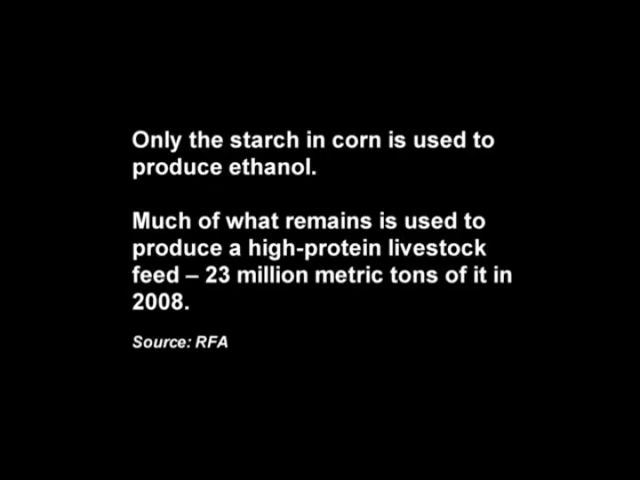 Only the starch in corn is used to
produce ethanol.
Much of what remains is used to
produce a high-protein livestock
feed – 23 million metric tons of it in
2008.
Source: RFA